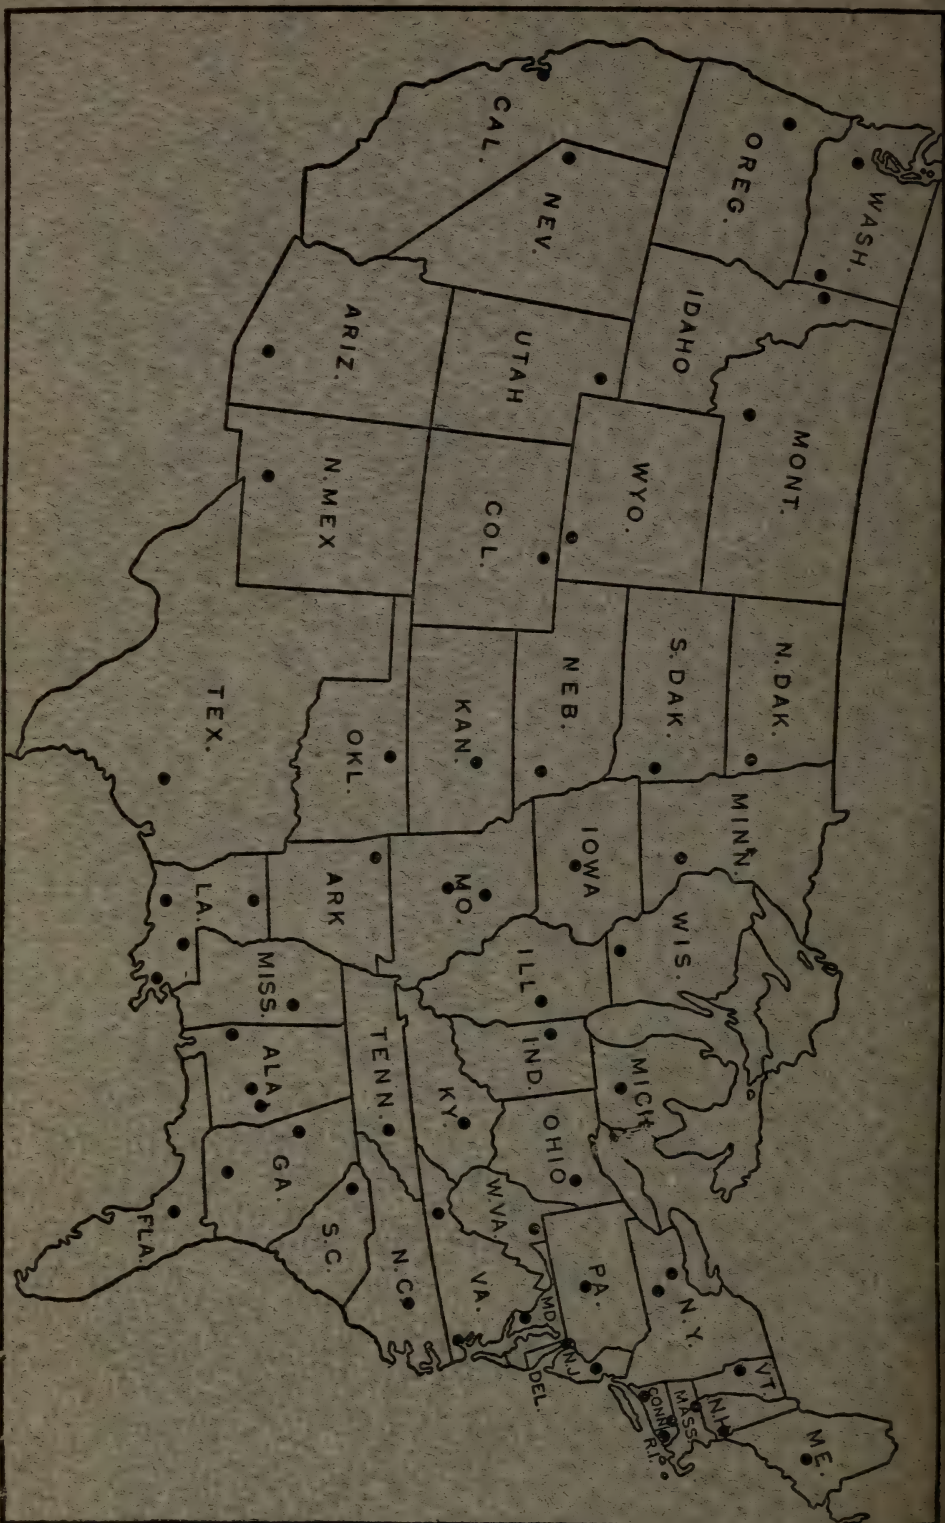 WASH.
OREG.
CAL.
NEV.
IDAHO
MONT.
WYO.
UTAH
ARIZ.
COL.
N. MEX
N. DAK.
S. DAK.
NEB.
KAN.
OKL.
TEX.
MINN.
IOWA
MO.
ARK
LA.
WIS.
ILL
MISS.
MICH.
IND.
OHIO
KY.
TENN.
ALA.
GA.
FLA.
S.C.
N.C.
VA.
W.VA.
PA.
MD.
DEL.
N.J.
N.Y.
CONN.
R.I.
MASS.
VT.
N.H.
ME.